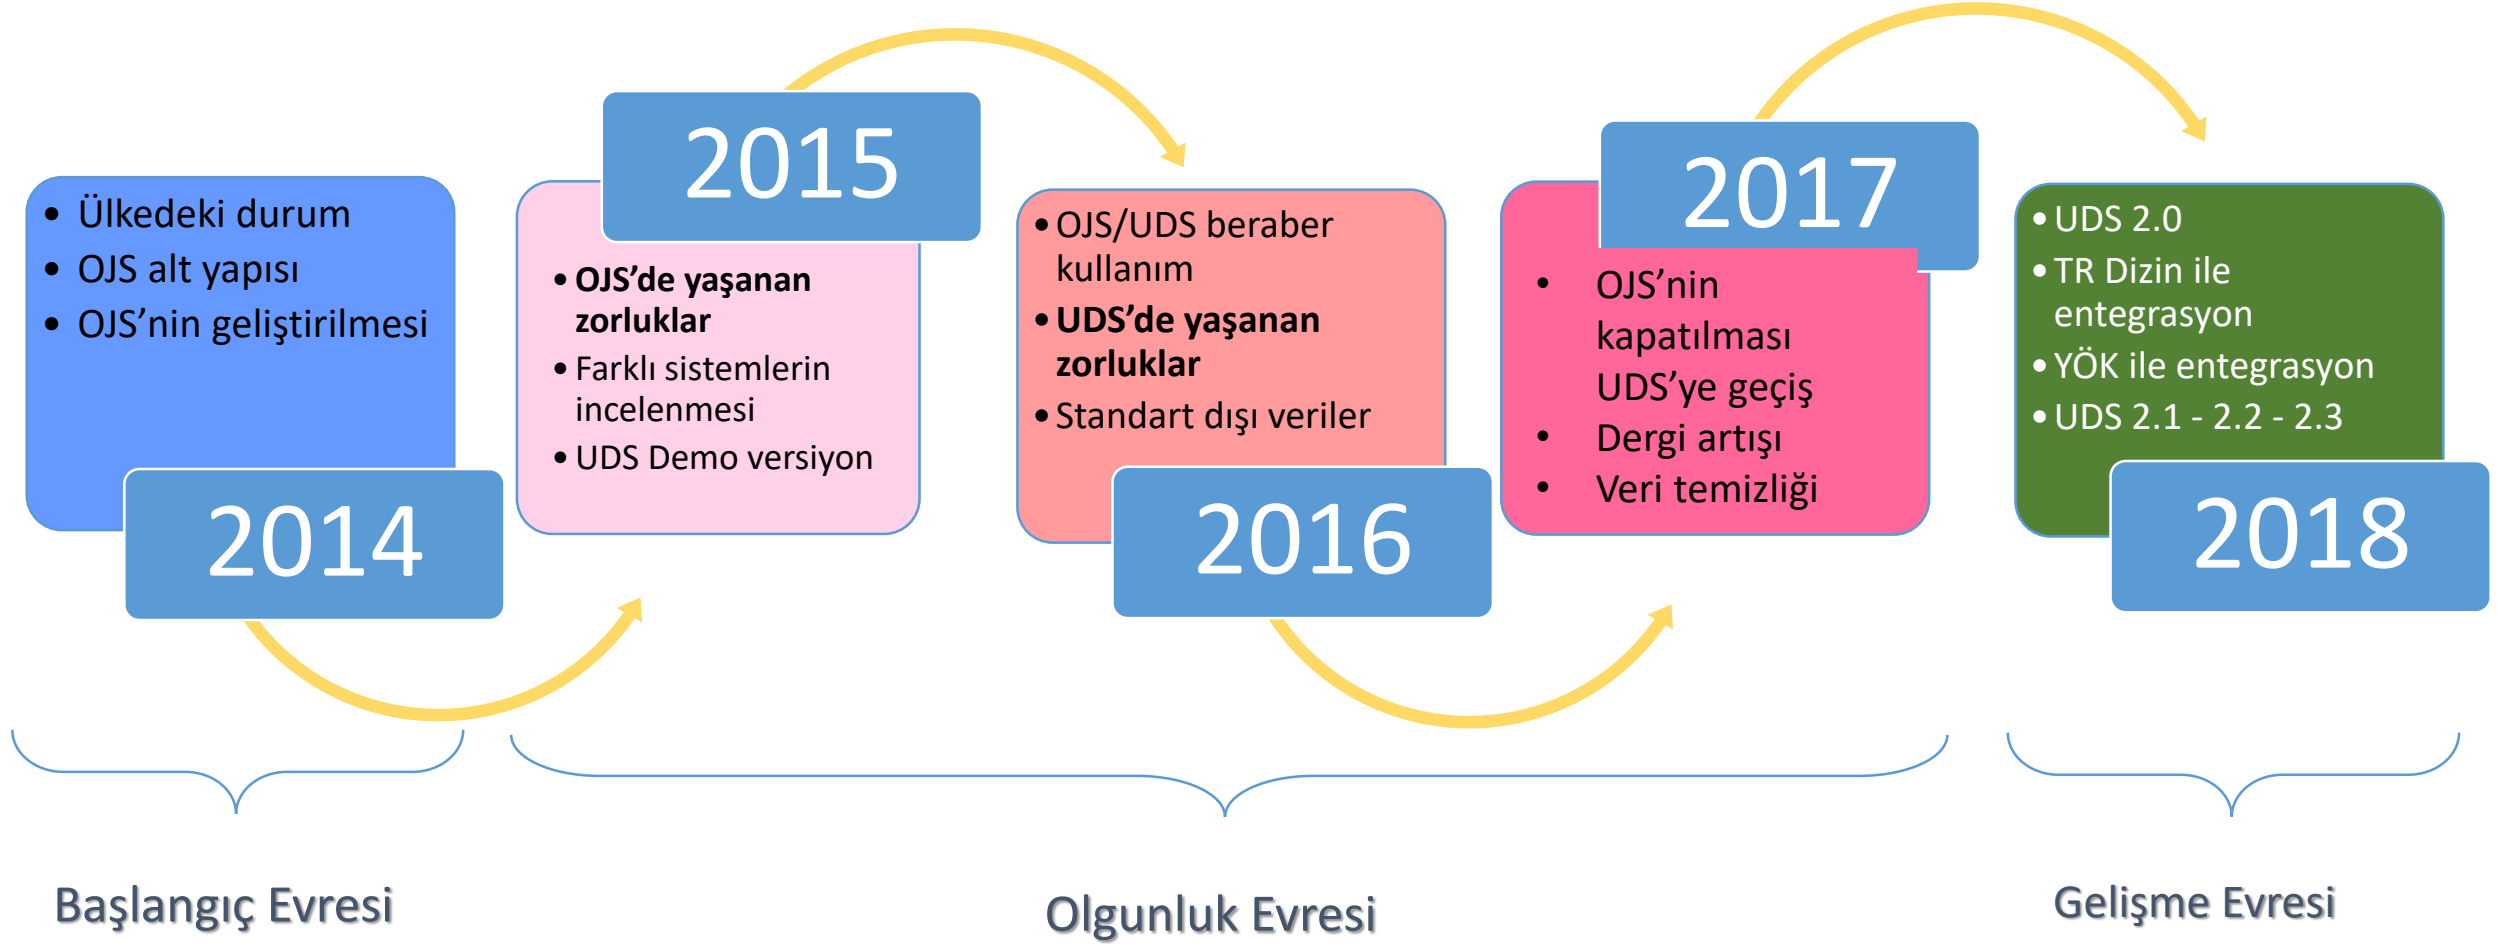 • Ülkedeki durum
• OJS alt yapısı
• OJS’nin geliştirilmesi
2014
2015
• OJS’de yaşanan
zorluklar
• Farklı sistemlerin
incelenmesi
• UDS Demo versiyon
• OJS/UDS beraber
kullanım
• UDS’de yaşanan
zorluklar
• Standart dışı veriler
2016
2017
• OJS’nin
kapatılması
UDS’ye geçiş
• Dergi artışı
• Veri temizliği
• UDS 2.0
• TR Dizin ile
entegrasyon
• YÖK ile entegrasyon
• UDS 2.1 - 2.2 - 2.3
2018
Başlangıç Evresi
Olgunluk Evresi
Gelişme Evresi